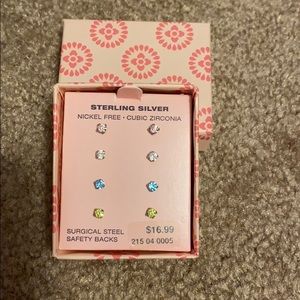 STERLING SILVER
NICKEL FREE • CUBIC ZIRCONIA
SURGICAL STEEL
SAFETY BACKS
$16.99
215 04 0005